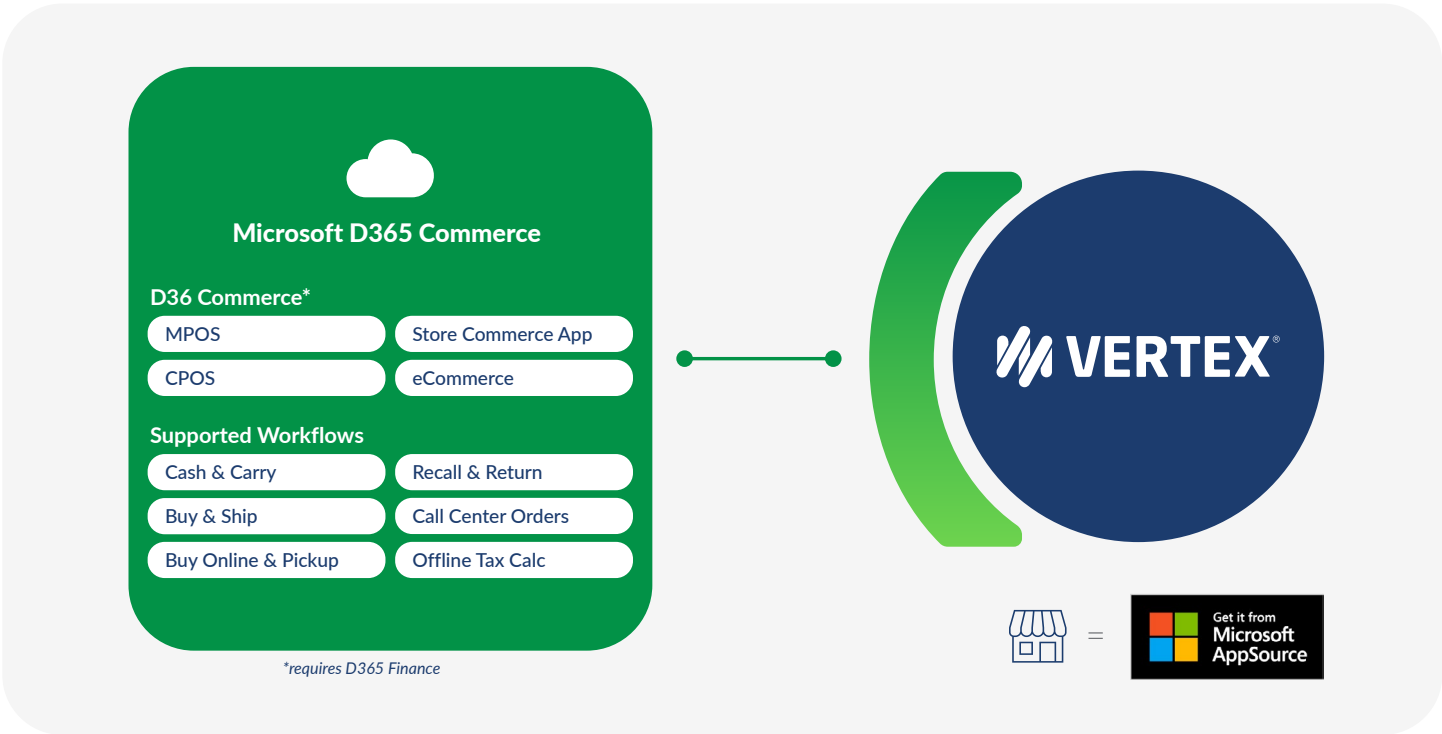 Microsoft D365 Commerce
D36 Commerce*
MPOS
Store Commerce App
CPOS
eCommerce
Supported Workflows
Cash & Carry
Recall & Return
Buy & Ship
Call Center Orders
Buy Online & Pickup
Offline Tax Calc
*requires D365 Finance
VERTEX®
=
Get it from
Microsoft
AppSource